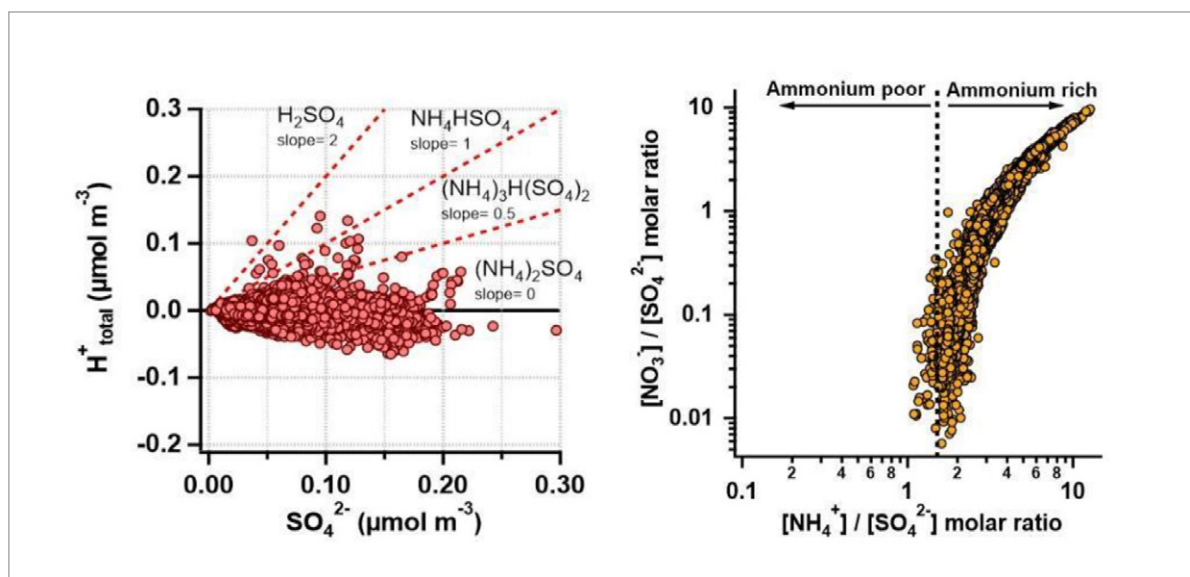 0.3
0.2
0.1
0.0
-0.1
-0.2
H⁺total (µmol m⁻³)
H₂SO₄
slope= 2
NH₄HSO₄
slope= 1
(NH₄)₃H(SO₄)₂
slope= 0.5
(NH₄)₂SO₄
slope= 0
0.00 0.10 0.20 0.30
SO₄²⁻ (µmol m⁻³)
Ammonium poor Ammonium rich
10
1
0.1
0.01
[NO₃⁻] / [SO₄²⁻] molar ratio
2 4 6 8 2 4 6 8
0.1 1 10
[NH₄⁺] / [SO₄²⁻] molar ratio